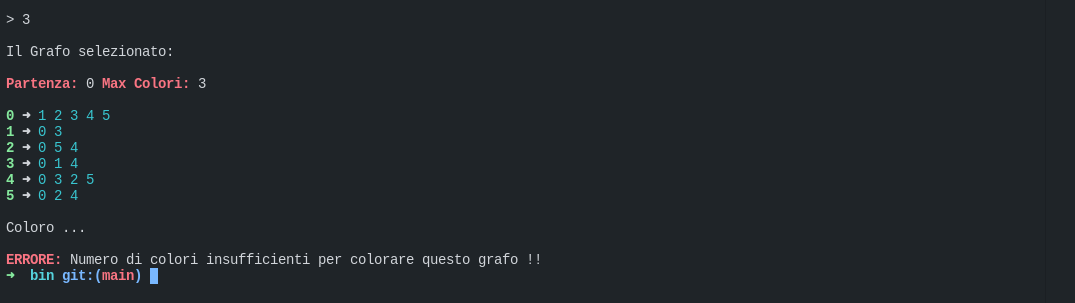 > 3
Il Grafo selezionato:
Partenza: 0 Max Colori: 3
0 ➜ 1 2 3 4 5
1 ➜ 0 3
2 ➜ 0 5 4
3 ➜ 0 1 4
4 ➜ 0 3 2 5
5 ➜ 0 2 4
Coloro ...
ERRORE: Numero di colori insufficienti per colorare questo grafo !!
➜  bin git:(main)